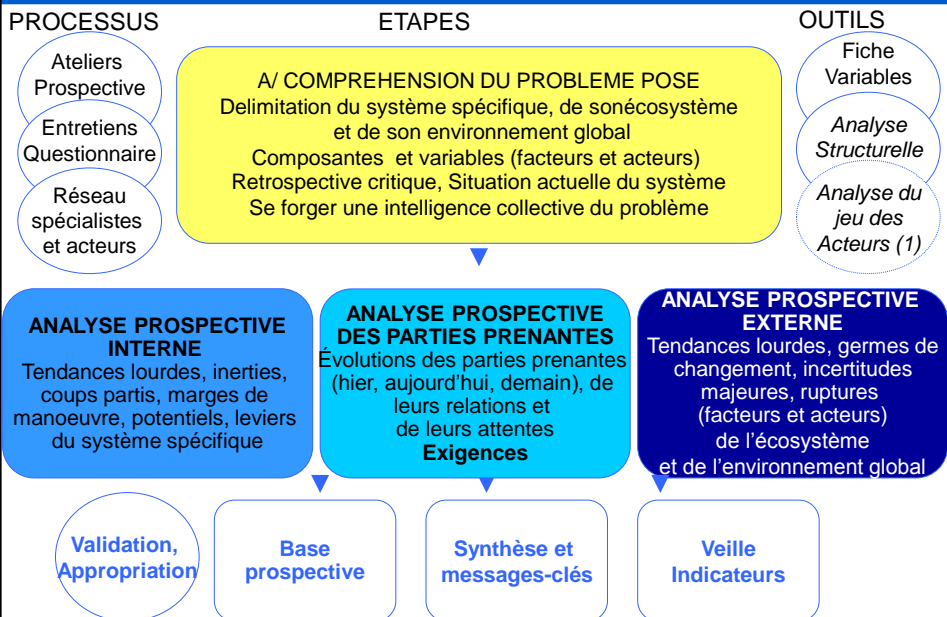 PROCESSUS
ETAPES
OUTILS
Ateliers
Prospective
Entretiens
Questionnaire
Réseau
spécialistes
et acteurs
A/ COMPREHENSION DU PROBLEME POSE
Delimitation du système spécifique, de sonécosystème
et de son environnement global
Composantes et variables (facteurs et acteurs)
Retrospective critique, Situation actuelle du système
Se forger une intelligence collective du problème
Fiche
Variables
Analyse
Structurelle
Analyse du
jeu des
Acteurs (1)
ANALYSE PROSPECTIVE
INTERNE
Tendances lourdes, inerties,
coups partis, marges de
manoeuvre, potentiels, leviers
du système spécifique
ANALYSE PROSPECTIVE
DES PARTIES PRENANTES
Évolutions des parties prenantes
(hier, aujourd'hui, demain), de
leurs relations et
de leurs attentes
Exigences
ANALYSE PROSPECTIVE
EXTERNE
Tendances lourdes, germes de
changement, incertitudes
majeures, ruptures
(facteurs et acteurs)
de l'écosystème
et de l'environnement global
Validation,
Appropriation
Base
prospective
Synthèse et
messages-clés
Veille
Indicateurs